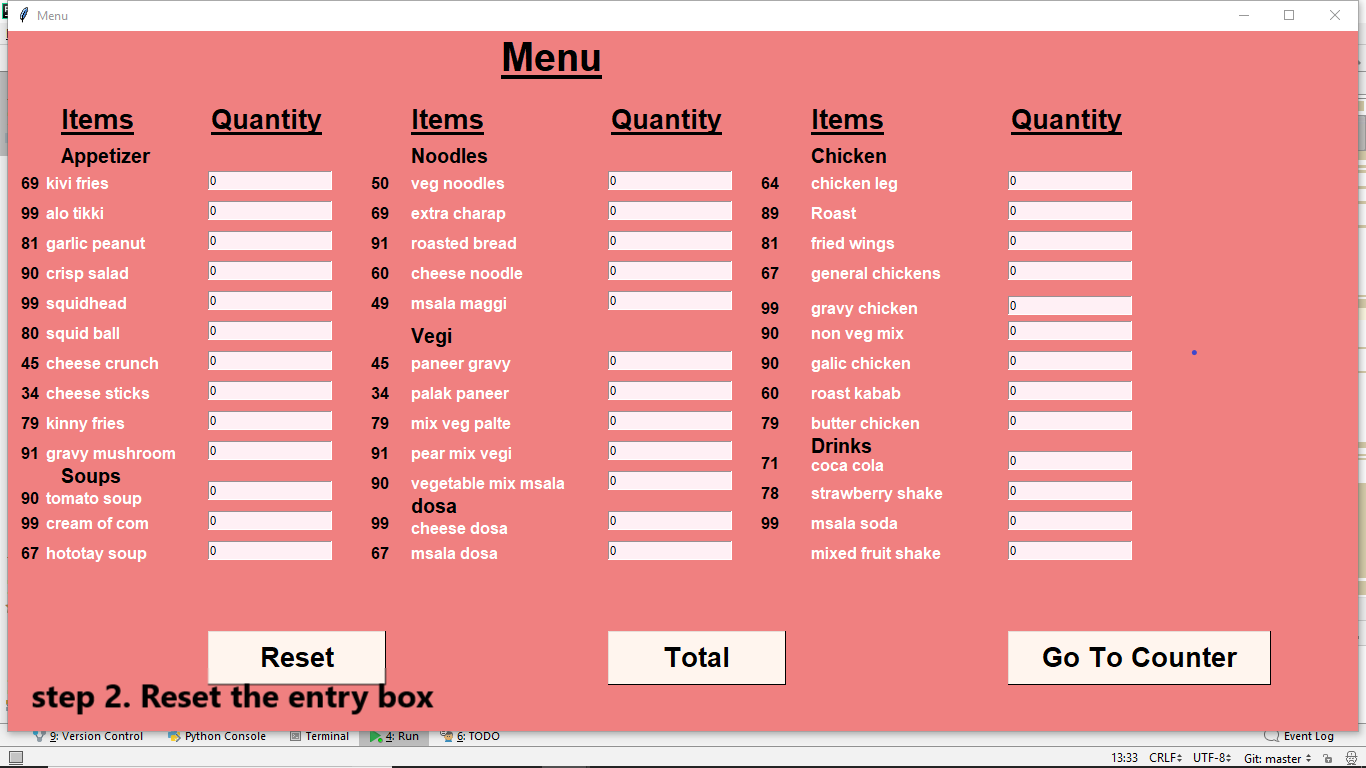 Menu
Menu
Items Quantity Items Quantity Items Quantity
Appetizer Noodles Chicken
69 kivi fries 0 50 veg noodles 0 64 chicken leg 0
99 alo tikki 0 69 extra charap 0 89 Roast 0
81 garlic peanut 0 91 roasted bread 0 81 fried wings 0
90 crisp salad 0 60 cheese noodle 0 67 general chickens 0
99 squidhead 0 49 msala maggi 0 99 gravy chicken 0
80 squid ball 0 Vegi 90 non veg mix 0
45 cheese crunch 0 45 paneer gravy 0 90 galic chicken 0
34 cheese sticks 0 34 palak paneer 0 60 roast kabab 0
79 kinny fries 0 79 mix veg palte 0 79 butter chicken 0
91 gravy mushroom 0 91 pear mix vegi 0 Drinks
Soups 90 vegetable mix msala 0 71 coca cola 0
90 tomato soup 0 dosa 78 strawberry shake 0
99 cream of com 0 99 cheese dosa 0 99 msala soda 0
67 hototay soup 0 67 msala dosa 0 mixed fruit shake 0
Reset Total Go To Counter
step 2. Reset the entry box
9: Version Control Python Console Terminal 4: Run 6: TODO Event Log
13:33 CRLF UTF-8 Git: master